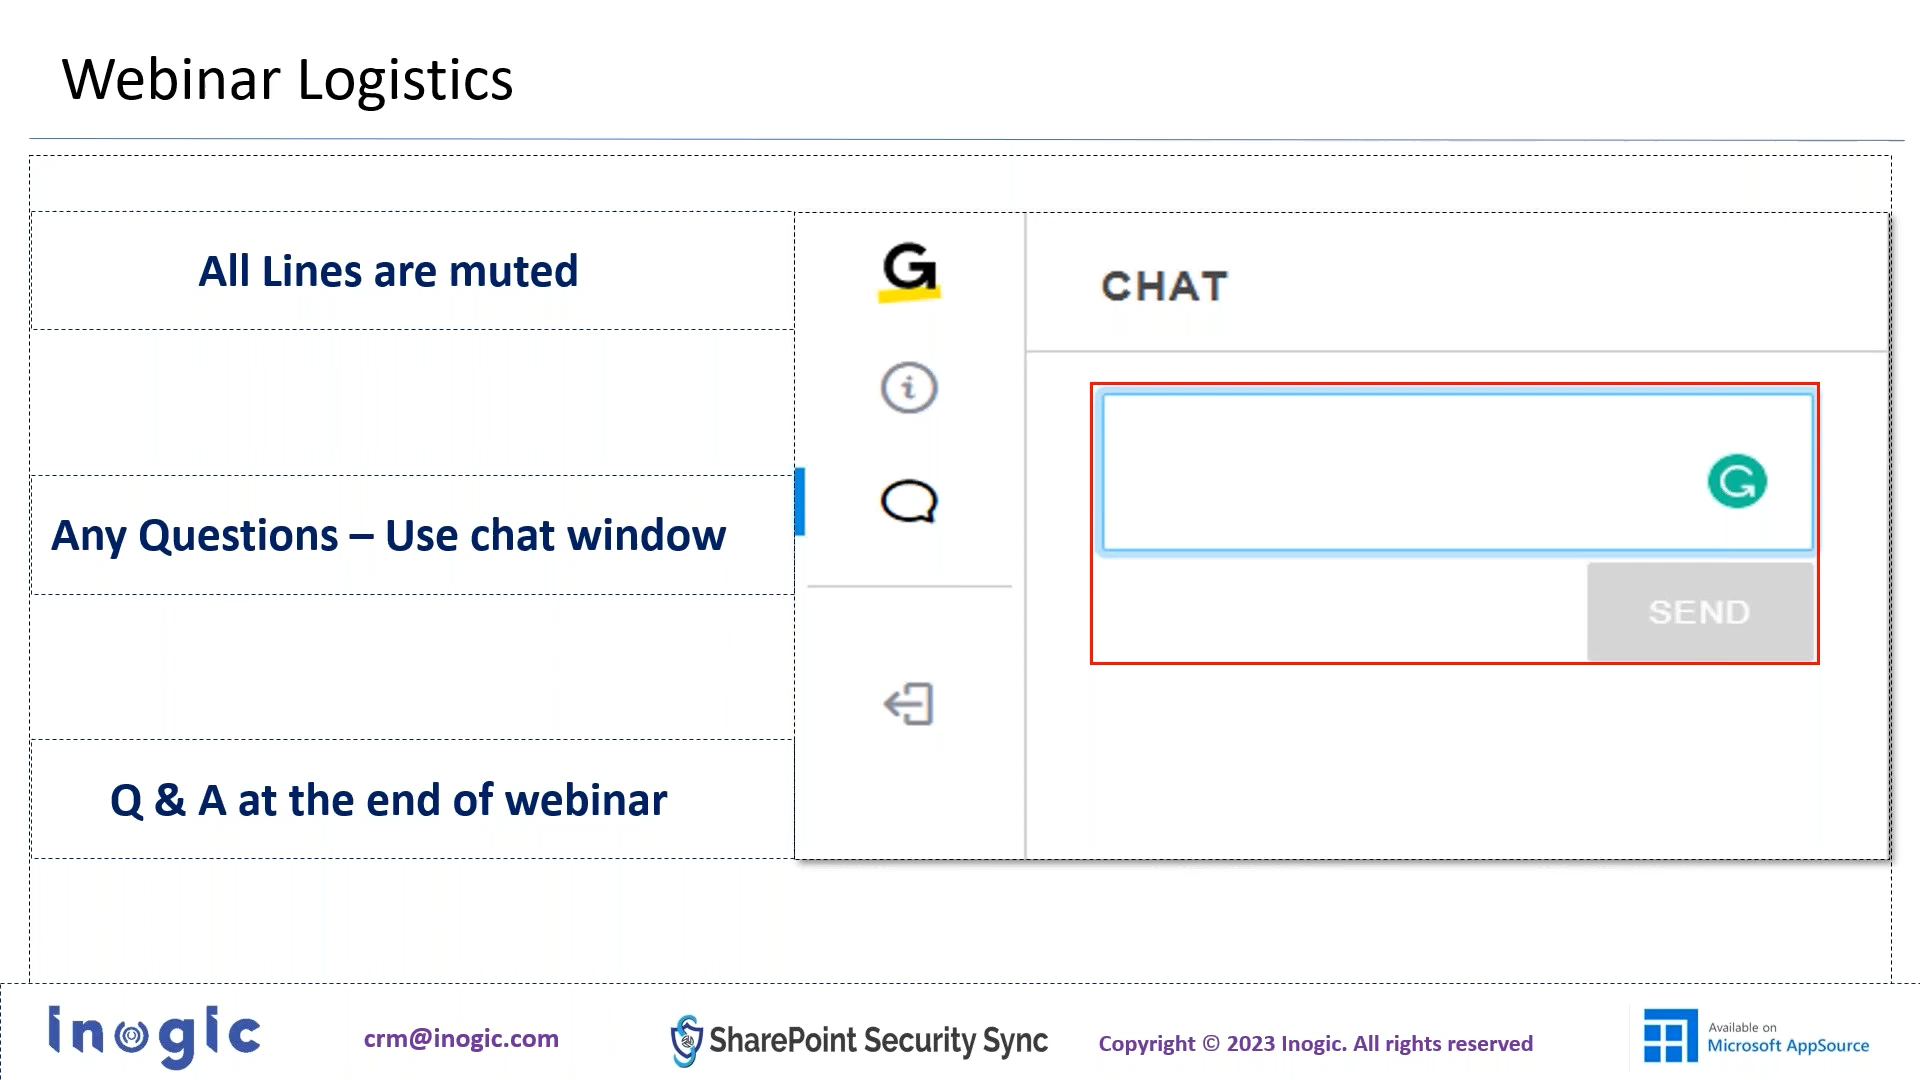 Webinar Logistics
All Lines are muted
Any Questions – Use chat window
Q & A at the end of webinar
CHAT
SEND
inogic
crm@inogic.com
SharePoint Security Sync
Copyright © 2023 Inogic. All rights reserved
Available on
Microsoft AppSource